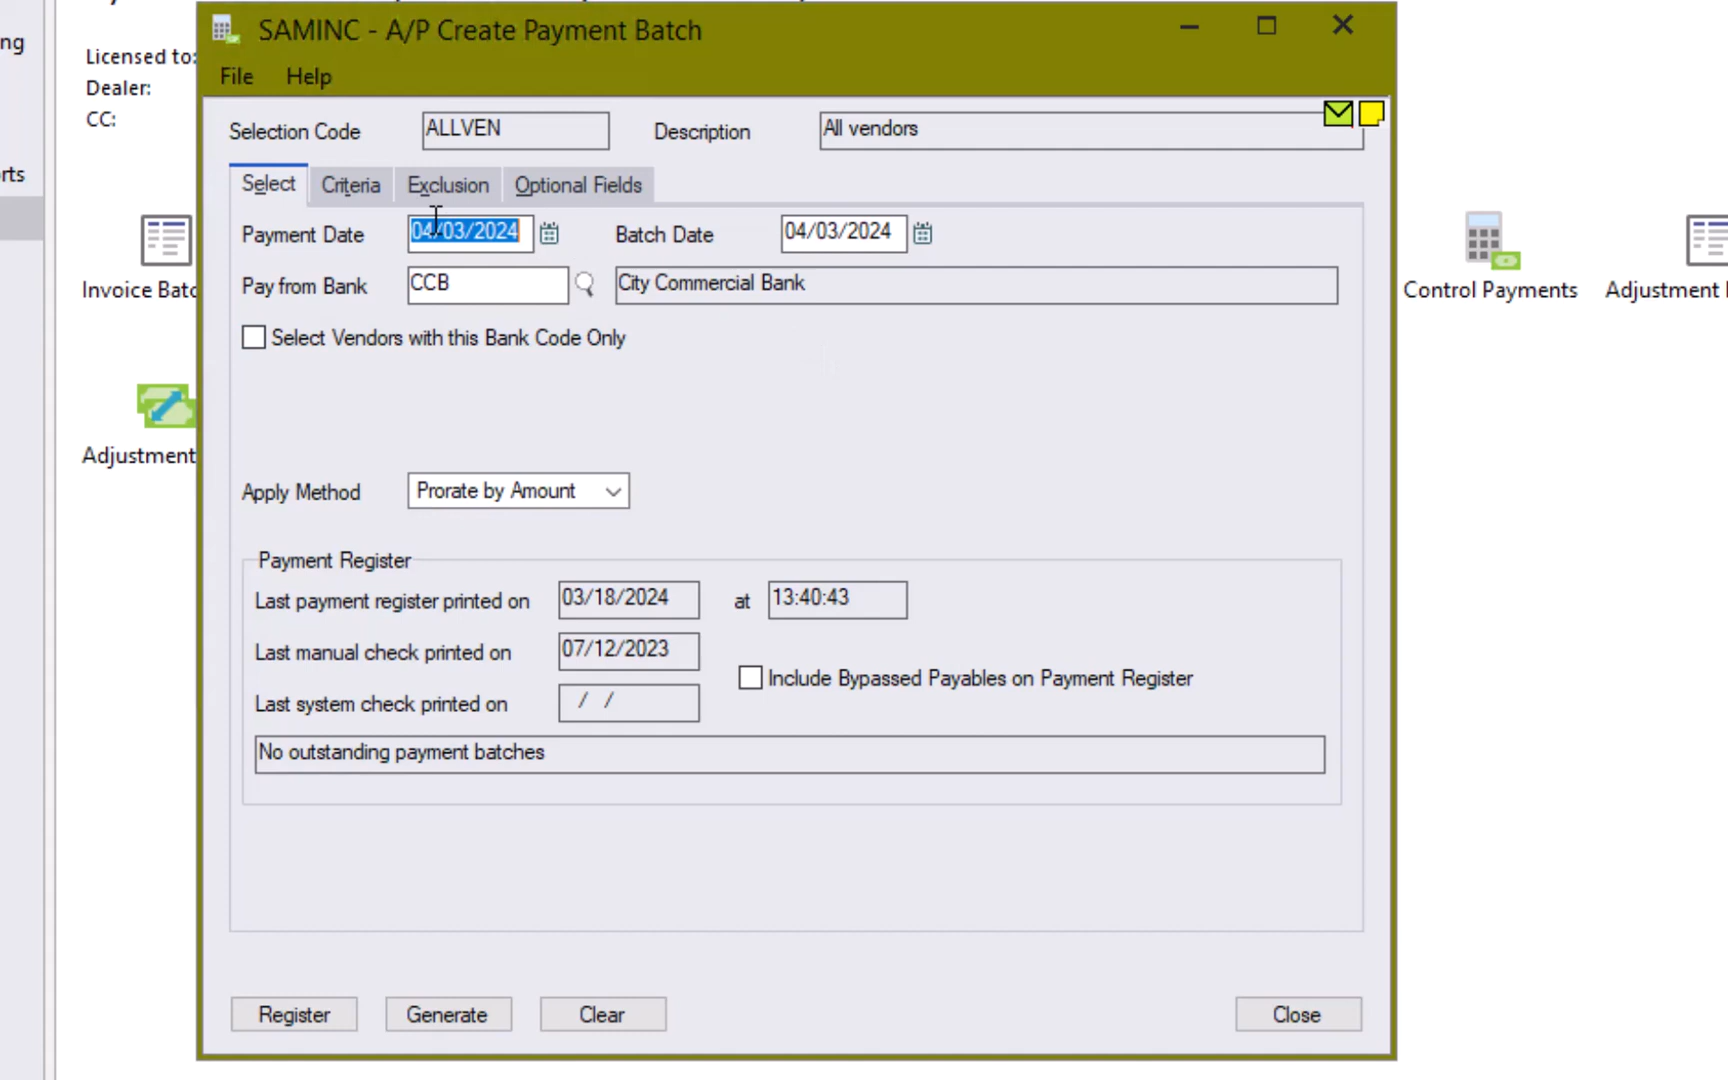 SAMINC - A/P Create Payment Batch
File Help
ng
Licensed to:
Dealer:
CC:
rts
Selection Code ALLVEN Description All vendors
Select Criteria Exclusion Optional Fields
Payment Date 04/03/2024 Batch Date 04/03/2024
Pay from Bank CCB City Commercial Bank
Invoice Batc
Control Payments
Adjustment
Select Vendors with this Bank Code Only
Adjustment
Apply Method Prorate by Amount
Payment Register
Last payment register printed on 03/18/2024 at 13:40:43
Last manual check printed on 07/12/2023
Include Bypassed Payables on Payment Register
Last system check printed on / /
No outstanding payment batches
Register Generate Clear Close